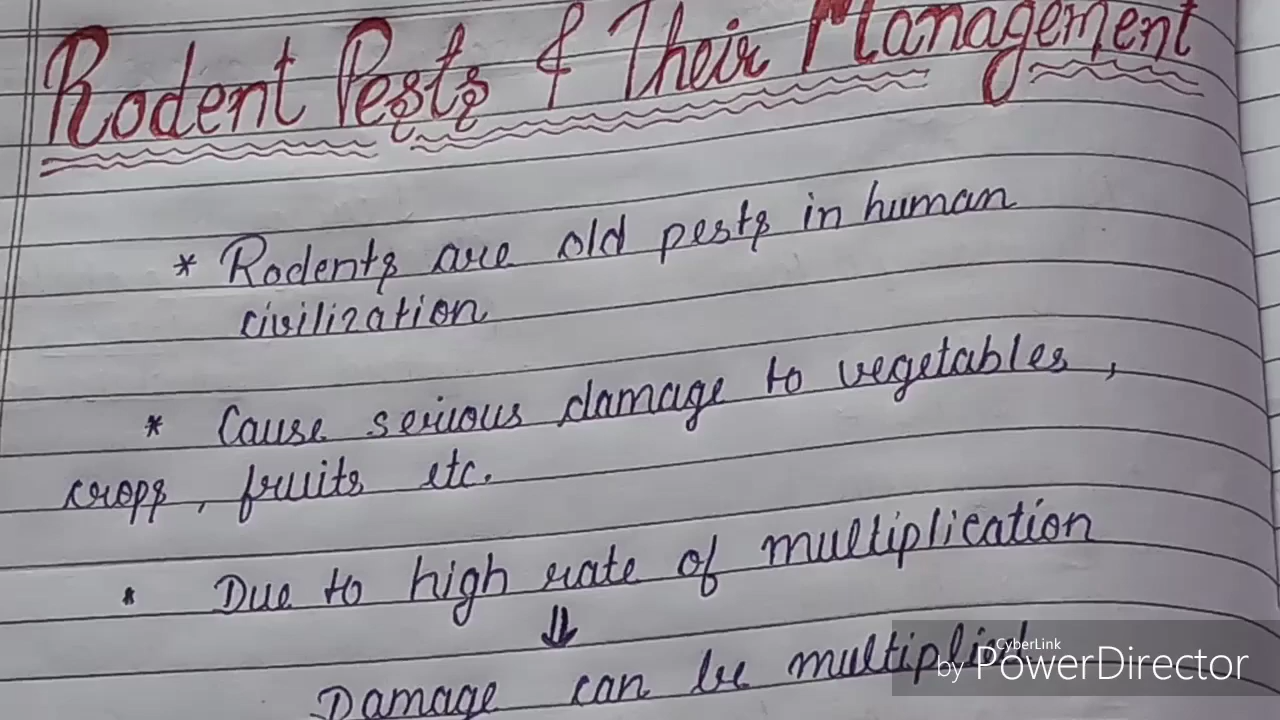 Rodent Pests & Their Management
* Rodents are old pests in human
civilization
* Cause serious damage to vegetables,
crops, fruits etc.
* Due to high rate of multiplication
⇓
Damage can be multiplied
CyberLink
by PowerDirector